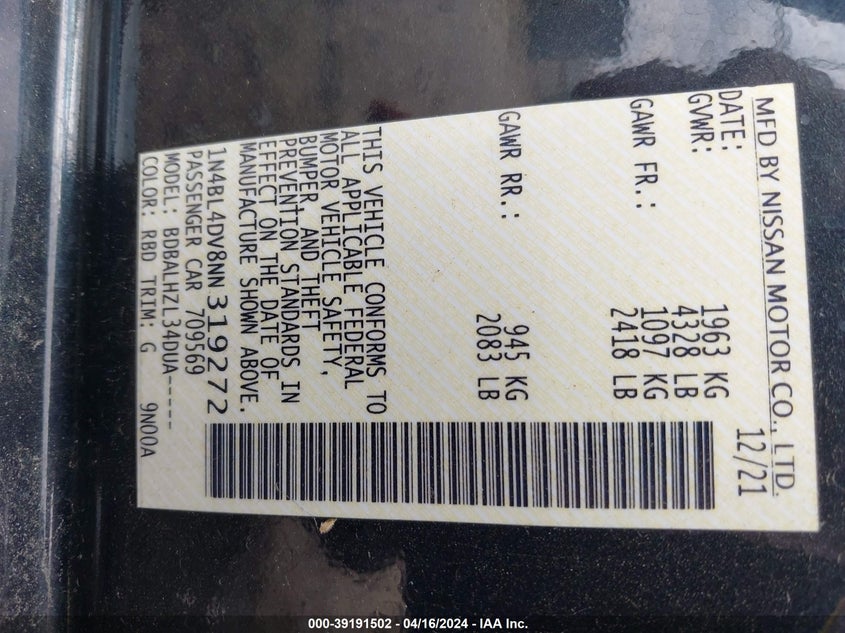 MFD BY NISSAN MOTOR CO., LTD.
DATE: 12/21
GVWR: 1963 KG
4328 LB
GAWR FR.: 1097 KG
2418 LB
GAWR RR.: 945 KG
2083 LB
THIS VEHICLE CONFORMS TO
ALL APPLICABLE FEDERAL
MOTOR VEHICLE SAFETY,
BUMPER, AND THEFT
PREVENTION STANDARDS IN
EFFECT ON THE DATE OF
MANUFACTURE SHOWN ABOVE.
1N4BL4DV8NN319272
PASSENGER CAR 709569
MODEL: BDBALHZL34DUA-----
COLOR: RBD TRIM: G 9N00A
000-39191502 - 04/16/2024 - IAA Inc.